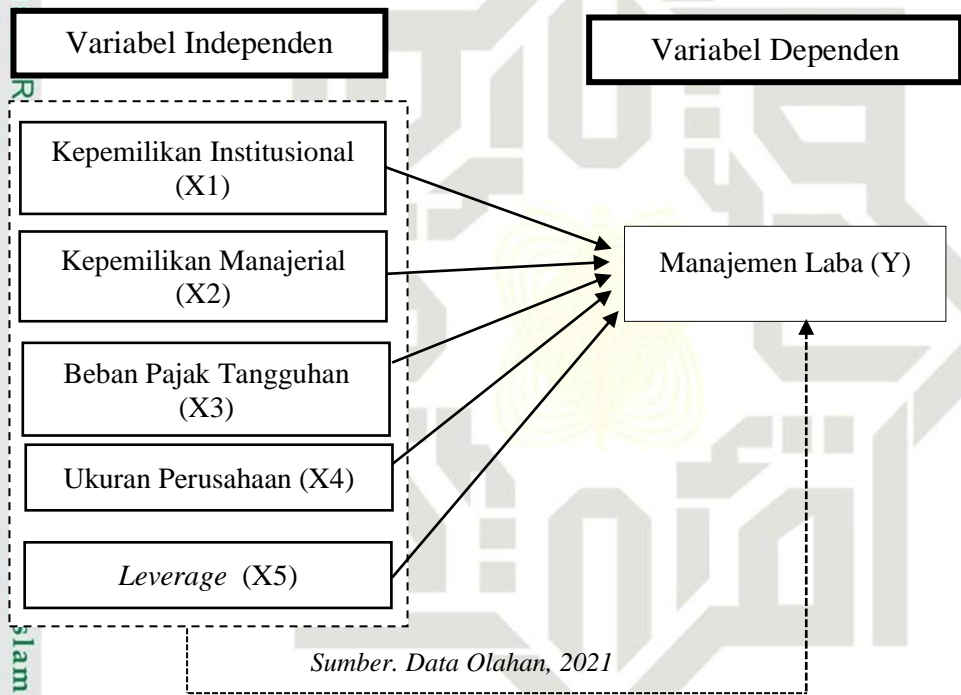 Variabel Independen
Variabel Dependen
Kepemilikan Institusional
(X1)
Kepemilikan Manajerial
(X2)
Manajemen Laba (Y)
Beban Pajak Tangguhan
(X3)
Ukuran Perusahaan (X4)
Leverage (X5)
Sumber. Data Olahan, 2021
R
slam